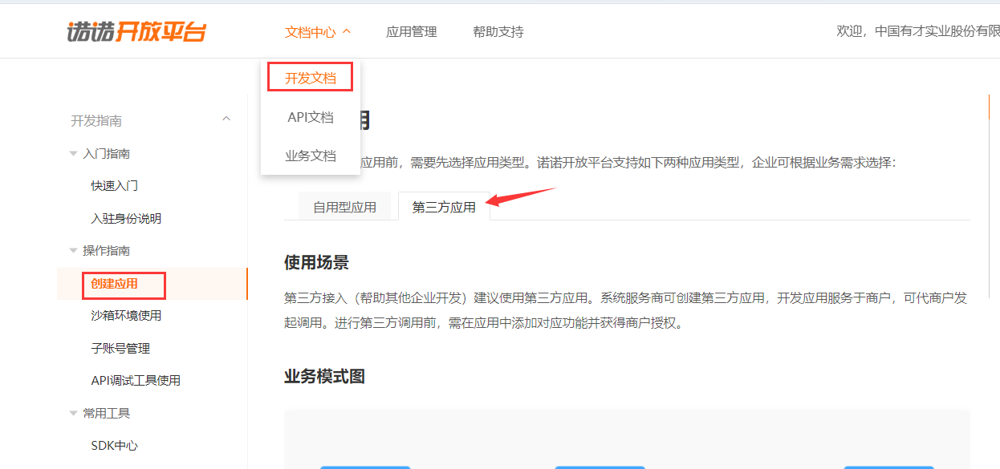 诺诺开放平台
文档中心
应用管理
帮助支持
欢迎，中国有才实业股份有限
开发文档
API文档
业务文档
开发指南
入门指南
快速入门
入驻身份说明
操作指南
创建应用
沙箱环境使用
子账号管理
API调试工具使用
常用工具
SDK中心
用
应用前，需要先选择应用类型。诺诺开放平台支持如下两种应用类型，企业可根据业务需求选择：
自用型应用
第三方应用
使用场景
第三方接入（帮助其他企业开发）建议使用第三方应用。系统服务商可创建第三方应用，开发应用服务于商户，可代商户发
起调用。进行第三方调用前，需在应用中添加对应功能并获得商户授权。
业务模式图